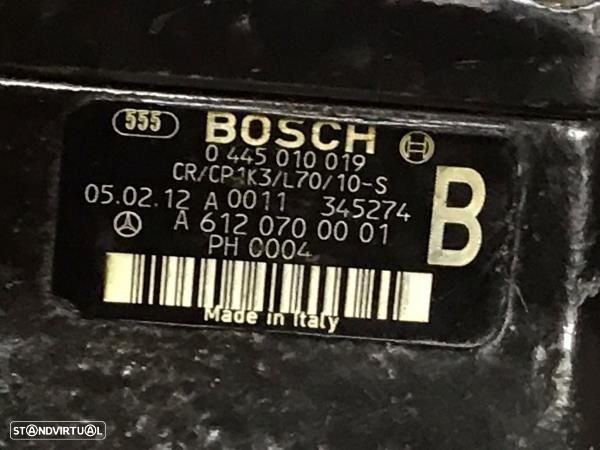 555 BOSCH
0 445 010 019
CR/CP1K3/L70/10-S
05.02.12 A 0011 345274
A 612 070 00 01
PH 0004
B
Made in Italy
STANDVIRTUAL